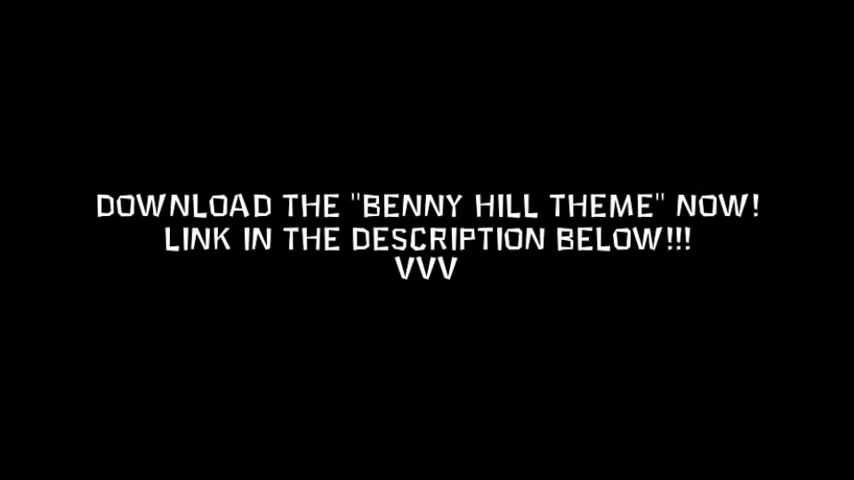 DOWNLOAD THE "BENNY HILL THEME" NOW!
LINK IN THE DESCRIPTION BELOW!!!
VVV